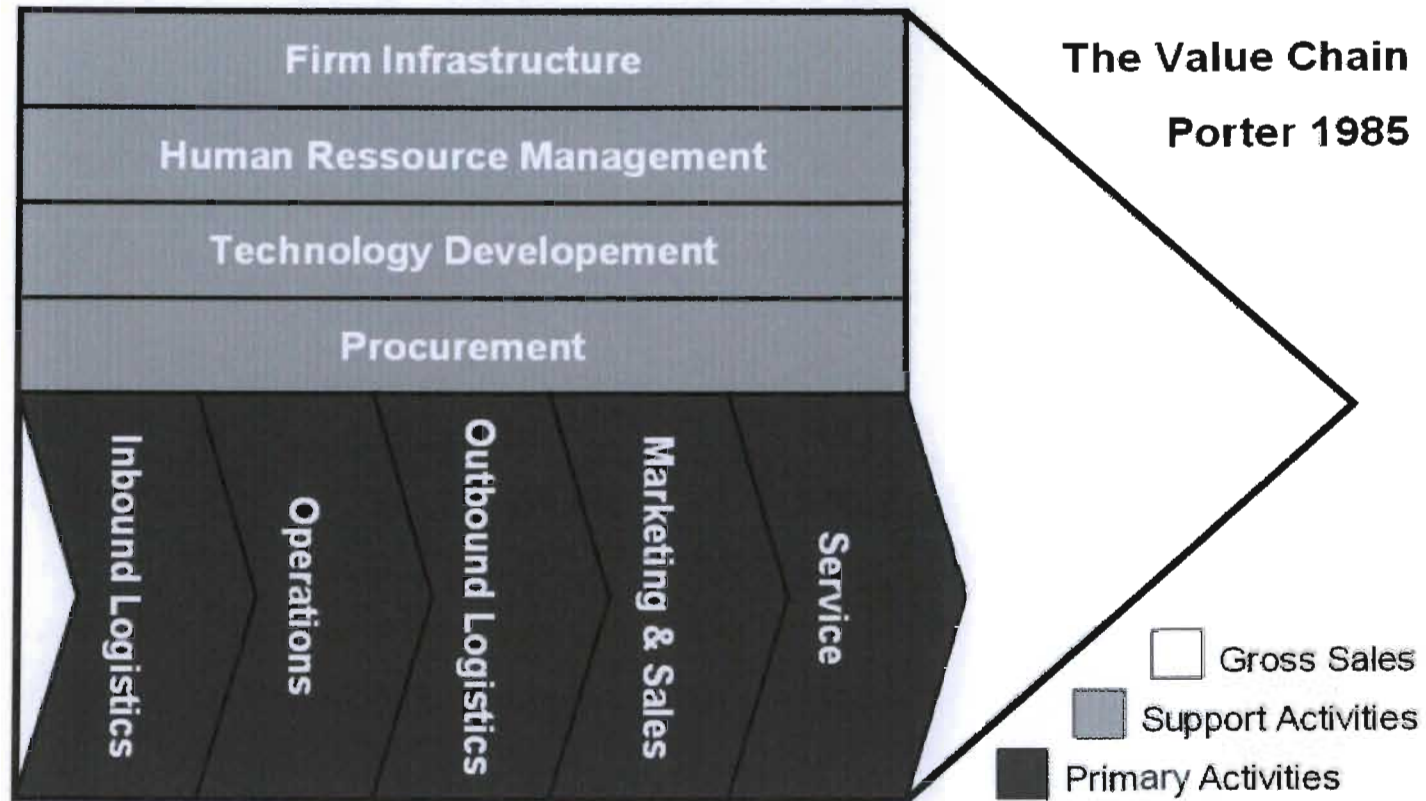 Firm Infrastructure
Human Ressource Management
Technology Developement
Procurement
Inbound Logistics
Operations
Outbound Logistics
Marketing & Sales
Service
The Value Chain
Porter 1985
Gross Sales
Support Activities
Primary Activities